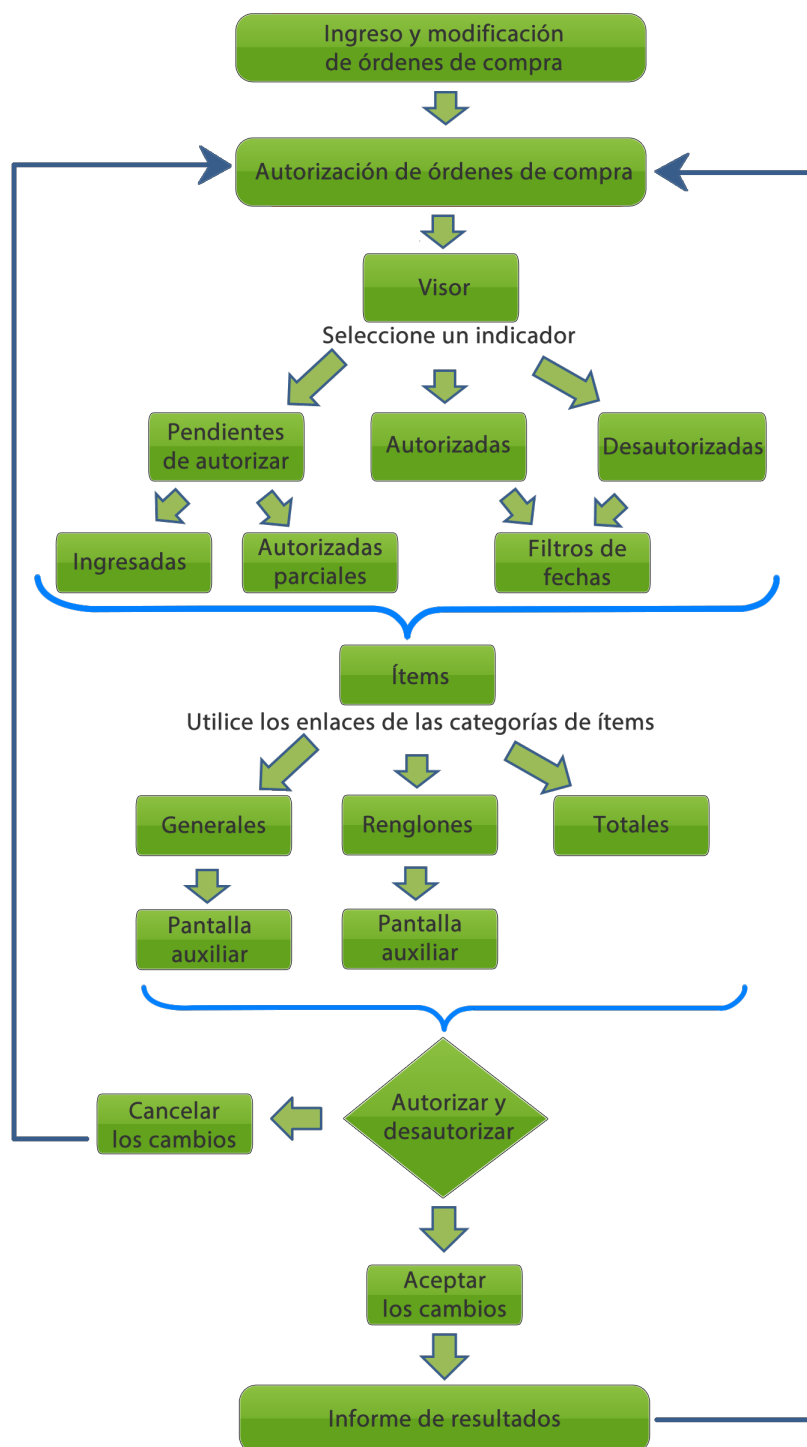 Ingreso y modificación
de órdenes de compra
Autorización de órdenes de compra
Visor
Seleccione un indicador
Pendientes
de autorizar
Autorizadas
Desautorizadas
Ingresadas
Autorizadas
parciales
Filtros de
fechas
Ítems
Utilice los enlaces de las categorías de ítems
Generales
Renglones
Totales
Pantalla
auxiliar
Pantalla
auxiliar
Autorizar y
desautorizar
Cancelar
los cambios
Aceptar
los cambios
Informe de resultados